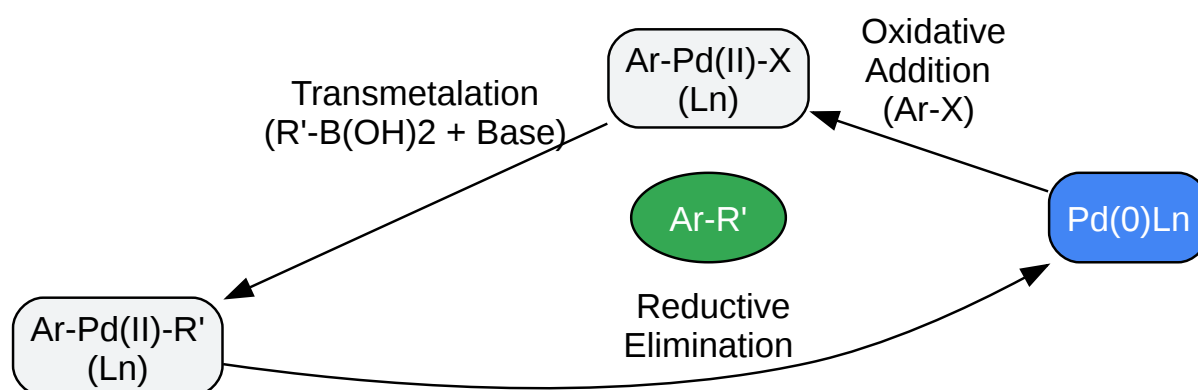 Oxidative
Addition
(Ar-X)
Ar-Pd(II)-X
(Ln)
Transmetalation
(R'-B(OH)2 + Base)
Ar-R'
Pd(0)Ln
Reductive
Elimination
Ar-Pd(II)-R'
(Ln)